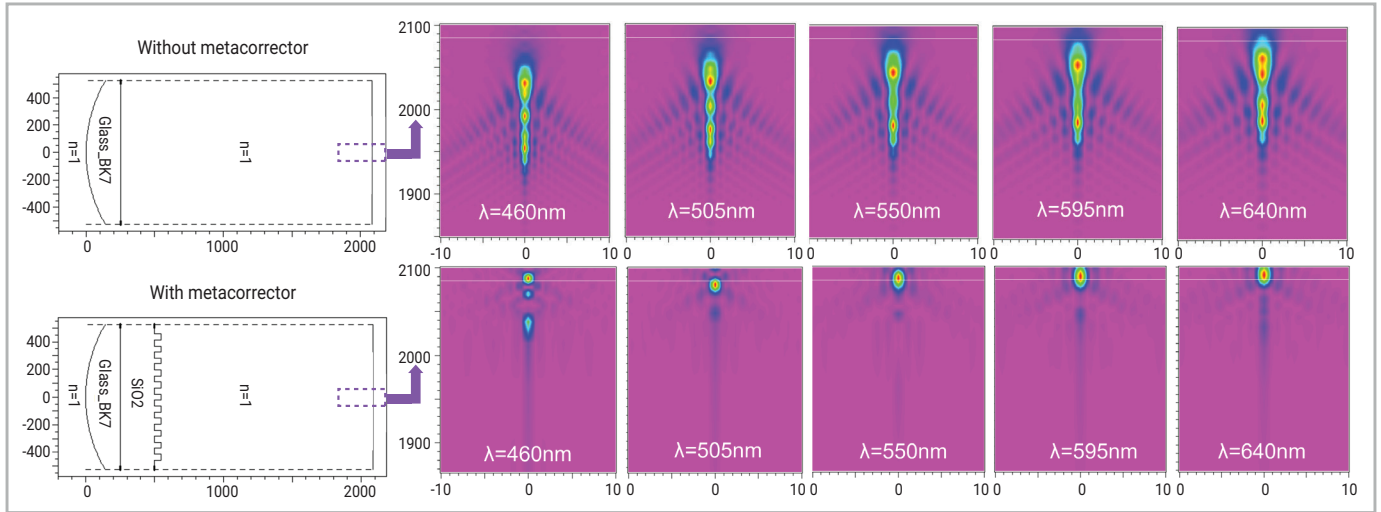 Without metacorrector
400
200
0
-200
-400
n=1
Glass_BK7
n=1
0
1000
2000
2100
2000
1900
λ=460nm
λ=505nm
λ=550nm
λ=595nm
λ=640nm
-10
0
10
0
10
0
10
0
10
0
10
With metacorrector
400
200
0
-200
-400
n=1
Glass_BK7
SiO2
n=1
0
1000
2000
2100
2000
1900
λ=460nm
λ=505nm
λ=550nm
λ=595nm
λ=640nm
-10
0
10
0
10
0
10
0
10
0
10